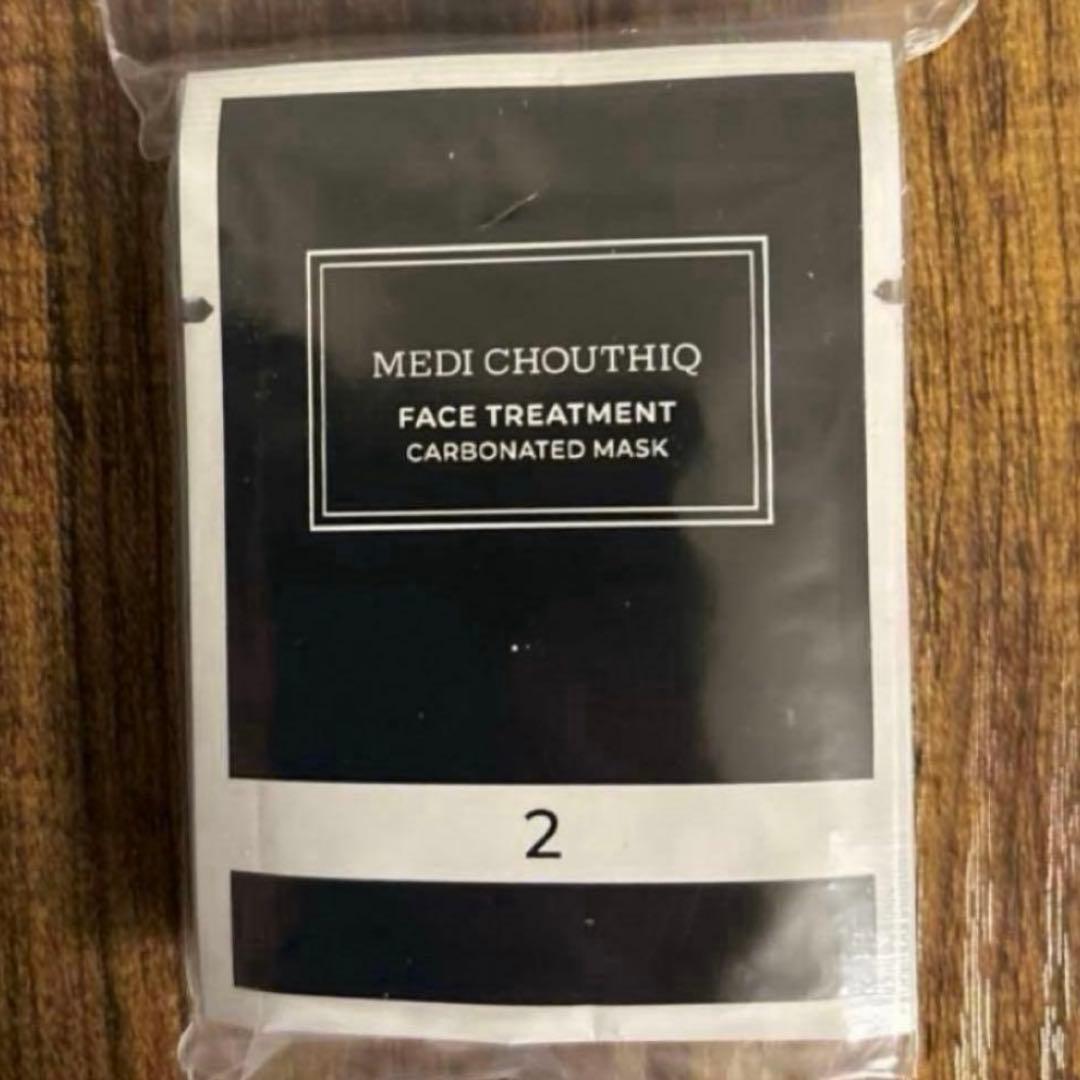 MEDI CHOUTHIQ
FACE TREATMENT
CARBONATED MASK
2